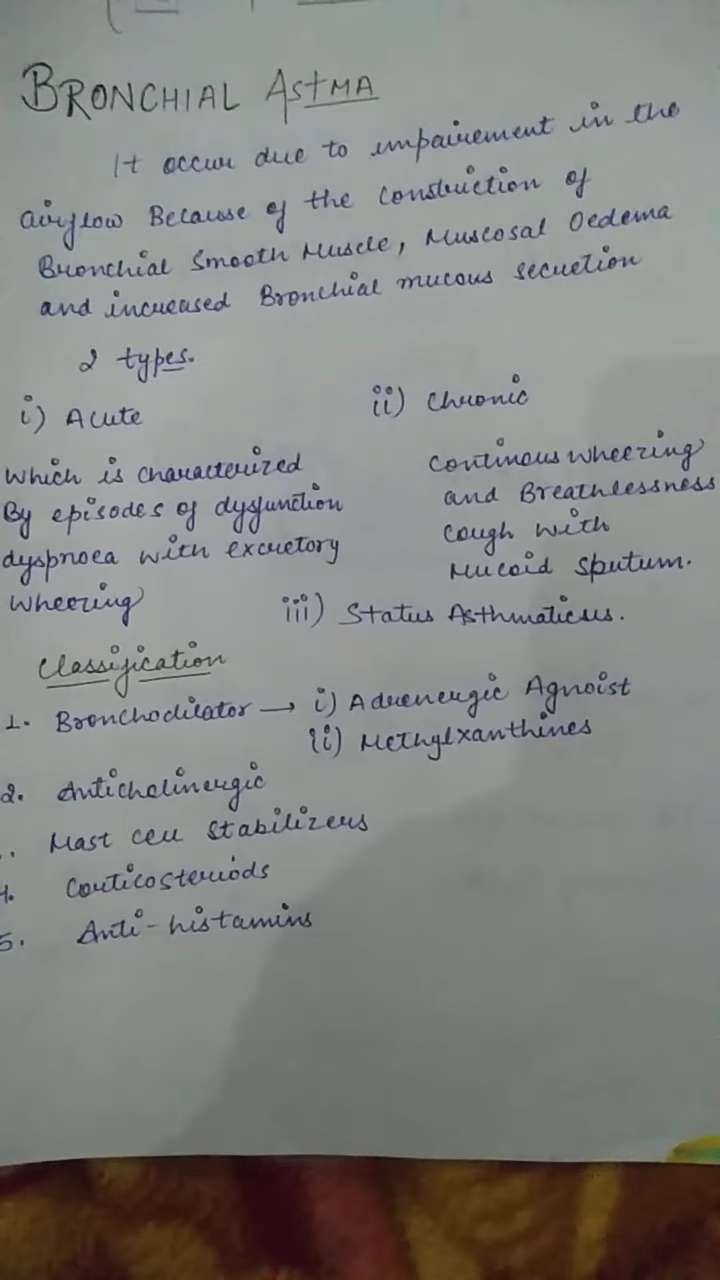 BRONCHIAL ASTMA
It occur due to impairement in the
airflow Because of the construiction of
Bronchial Smooth Muscle, Muscosal Oedema
and increased Bronchial mucous secretion
2 types.
i) Acute
ii) Chronic
which is characterized
By episodes of dysfunction
dyspnoea with excretory
wheezing
continous wheezing
and Breathlessness
cough with
Mucoid Sputum.
iii) Status Asthmaticus.
Classification
1. Bronchodilator → i) Adrenergic Agnoist
ii) Methylxanthines
2. Anticholinergic
. Mast cell stabilizers
4. Corticosteriods
5. Anti-histamins